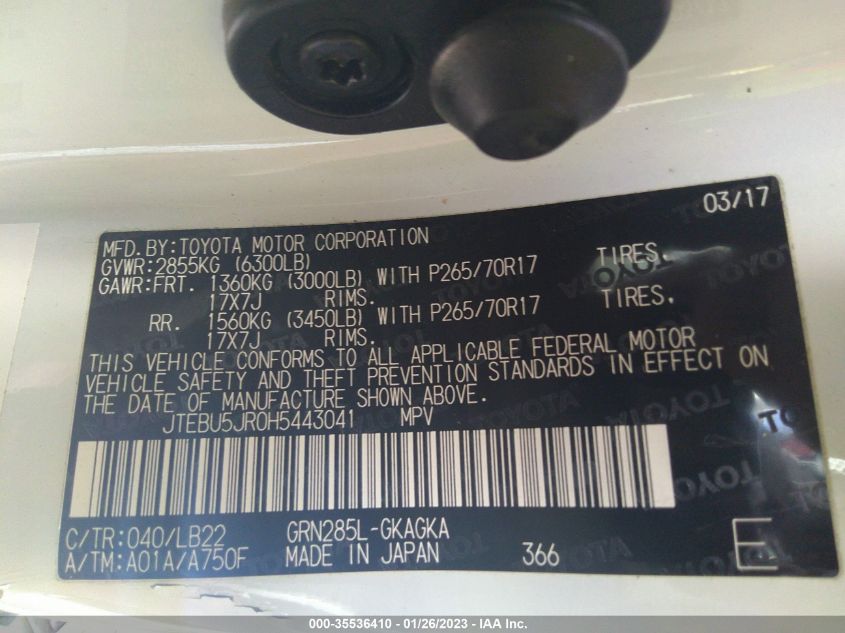 03/17
MFD.BY:TOYOTA MOTOR CORPORATION
GVWR:2855KG (6300LB)
GAWR:FRT. 1360KG (3000LB) WITH P265/70R17 TIRES.
17X7J RIMS.
RR. 1560KG (3450LB) WITH P265/70R17 TIRES.
17X7J RIMS.
THIS VEHICLE CONFORMS TO ALL APPLICABLE FEDERAL MOTOR
VEHICLE SAFETY AND THEFT PREVENTION STANDARDS IN EFFECT ON
THE DATE OF MANUFACTURE SHOWN ABOVE.
JTEBU5JR0H5443041 MPV
C/TR:040/LB22 GRN285L-GKAGKA
A/TM:A01A/A750F MADE IN JAPAN 366 E
000-35536410 - 01/26/2023 - IAA Inc.